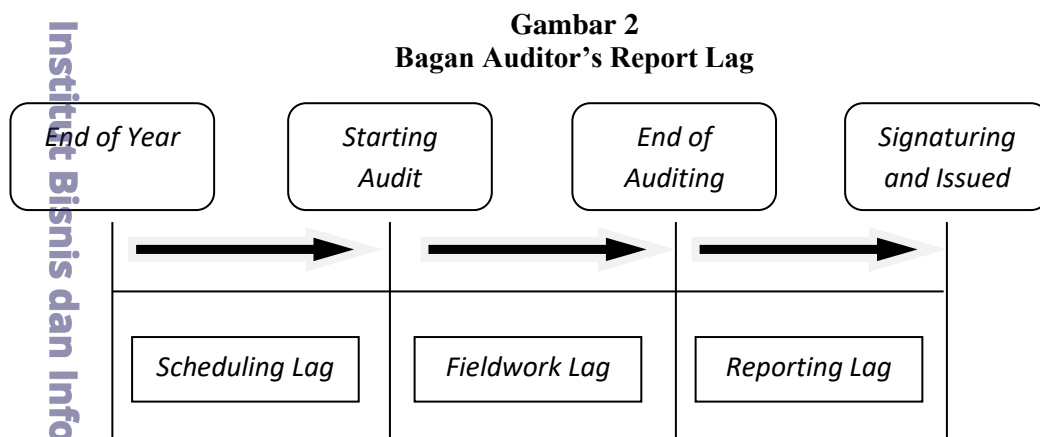 Gambar 2
Bagan Auditor’s Report Lag
End of Year
Starting
Audit
End of
Auditing
Signaturing
and Issued
Scheduling Lag
Fieldwork Lag
Reporting Lag
Institut Bisnis dan Info